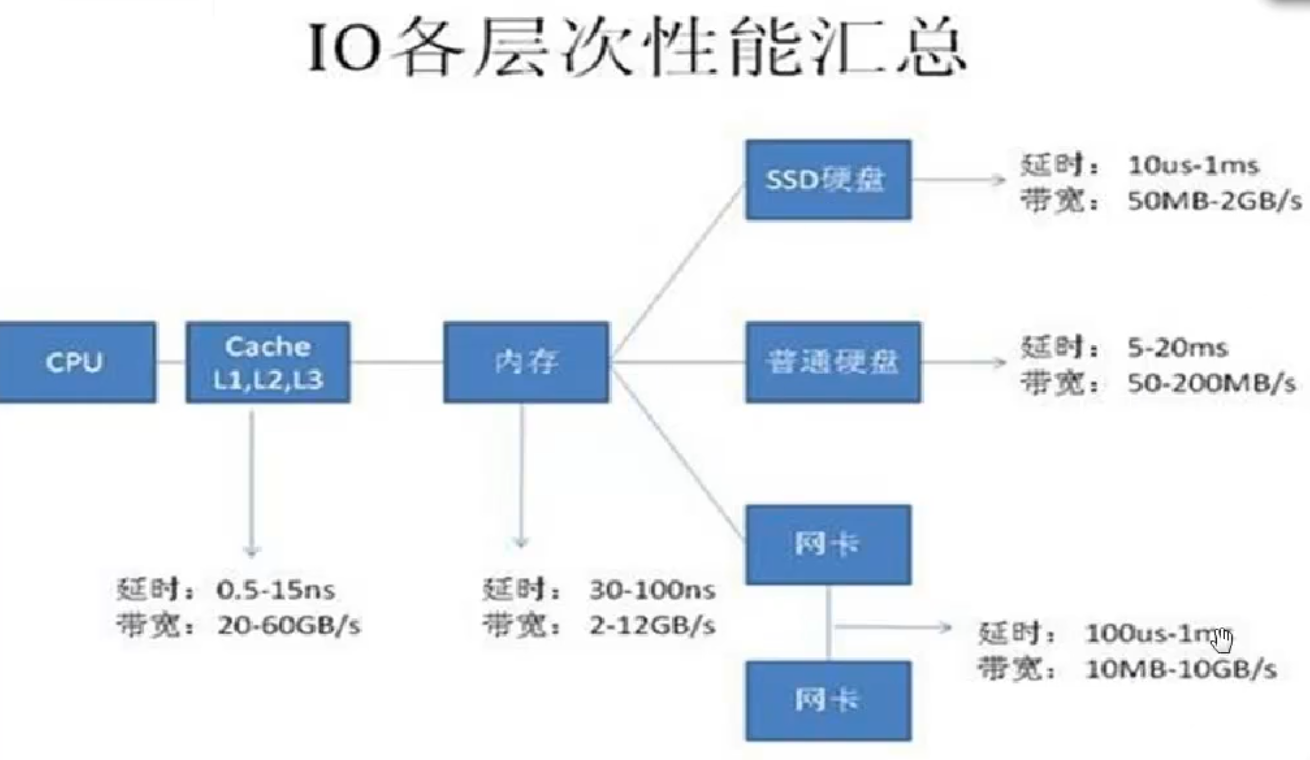 IO各层次性能汇总
SSD硬盘
延时： 10us-1ms
带宽： 50MB-2GB/s
CPU
Cache
L1,L2,L3
内存
普通硬盘
延时： 5-20ms
带宽： 50-200MB/s
网卡
延时： 0.5-15ns
带宽： 20-60GB/s
延时： 30-100ns
带宽： 2-12GB/s
延时： 100us-1ms
带宽： 10MB-10GB/s
网卡